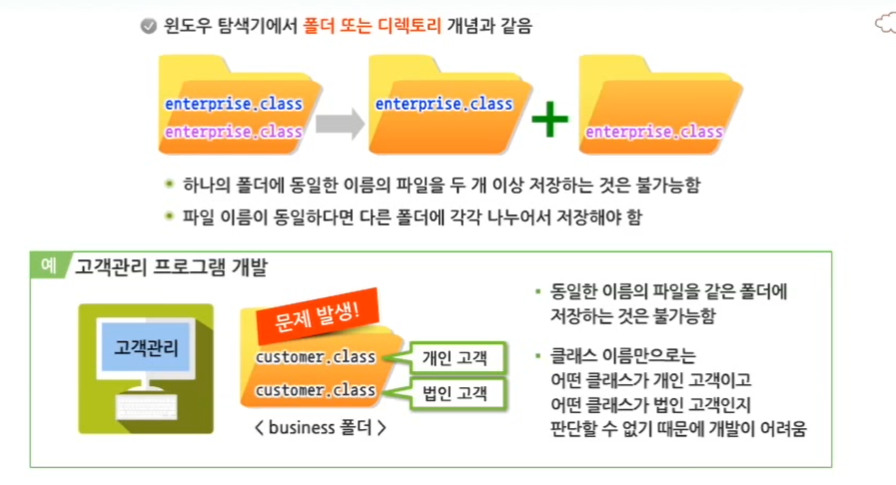 윈도우 탐색기에서 폴더 또는 디렉토리 개념과 같음
enterprise.class
enterprise.class
enterprise.class
+
enterprise.class
하나의 폴더에 동일한 이름의 파일을 두 개 이상 저장하는 것은 불가능함
파일 이름이 동일하다면 다른 폴더에 각각 나누어서 저장해야 함
예 고객관리 프로그램 개발
고객관리
문제 발생!
customer.class 개인 고객
customer.class 법인 고객
< business 폴더 >
동일한 이름의 파일을 같은 폴더에
저장하는 것은 불가능함
클래스 이름만으로는
어떤 클래스가 개인 고객이고
어떤 클래스가 법인 고객인지
판단할 수 없기 때문에 개발이 어려움